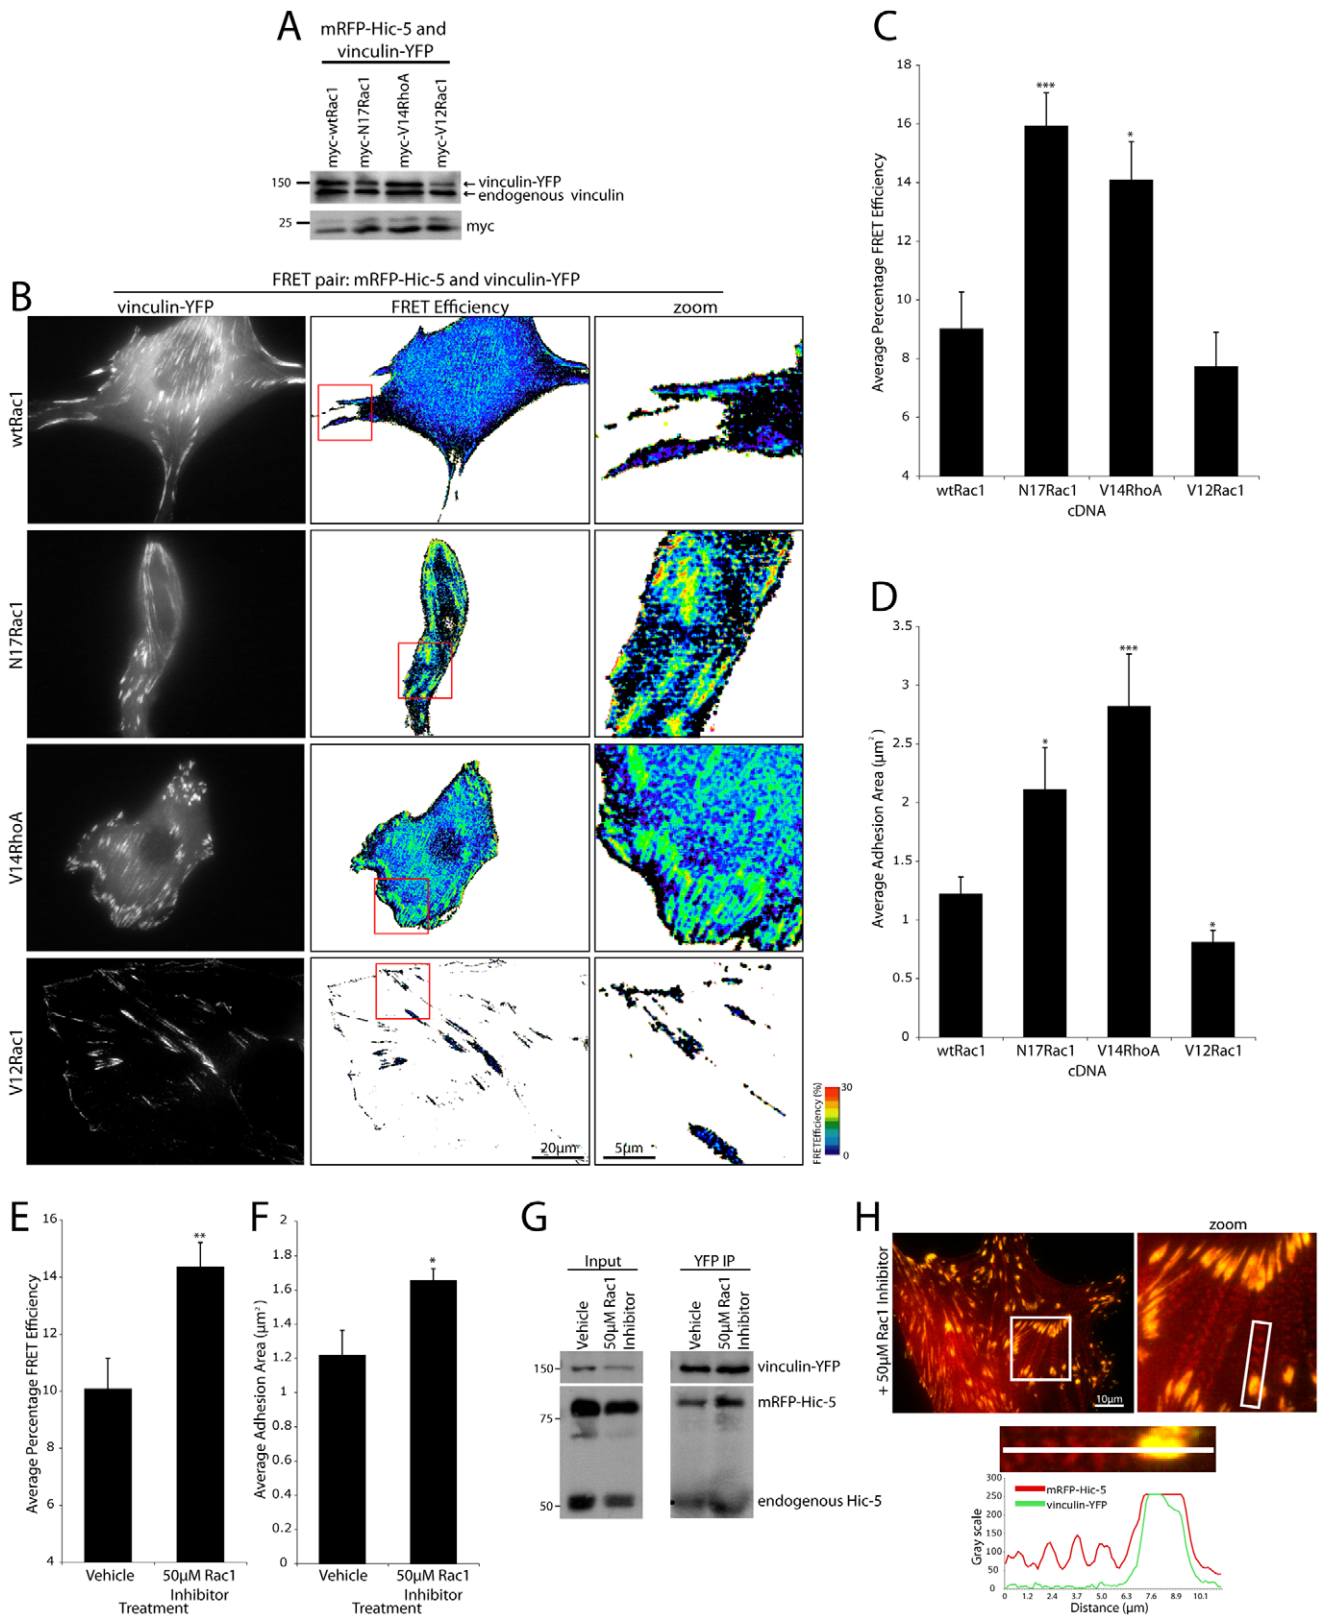 A
mRFP-Hic-5 and
vinculin-YFP
myc-wtRac1
myc-N17Rac1
myc-V14RhoA
myc-V12Rac1
150
←vinculin-YFP
←endogenous vinculin
25
myc
B
FRET pair: mRFP-Hic-5 and vinculin-YFP
vinculin-YFP
FRET Efficiency
zoom
wtRac1
N17Rac1
V14RhoA
V12Rac1
20µm
5µm
FRETEfficiency (%)
30
0
C
Average Percentage FRET Efficiency
18
16
14
12
10
8
6
4
***
*
wtRac1
N17Rac1
V14RhoA
V12Rac1
cDNA
D
Average Adhesion Area (µm²)
3.5
3
2.5
2
1.5
1
0.5
0
*
***
*
wtRac1
N17Rac1
V14RhoA
V12Rac1
cDNA
E
Average Percentage FRET Efficiency
16
14
12
10
8
6
4
**
Vehicle
50µM Rac1
Inhibitor
Treatment
F
Average Adhesion Area (µm²)
2
1.8
1.6
1.4
1.2
1
0.8
0.6
0.4
0.2
0
*
Vehicle
50µM Rac1
Inhibitor
Treatment
G
Input
YFP IP
Vehicle
50µM Rac1
Inhibitor
Vehicle
50µM Rac1
Inhibitor
150
vinculin-YFP
mRFP-Hic-5
75
50
endogenous Hic-5
H
zoom
+ 50µM Rac1 Inhibitor
10µm
Gray scale
300
250
200
150
100
50
0
mRFP-Hic-5
vinculin-YFP
0
1.2
2.4
3.7
5.0
6.3
7.6
8.9
10.1
Distance (µm)